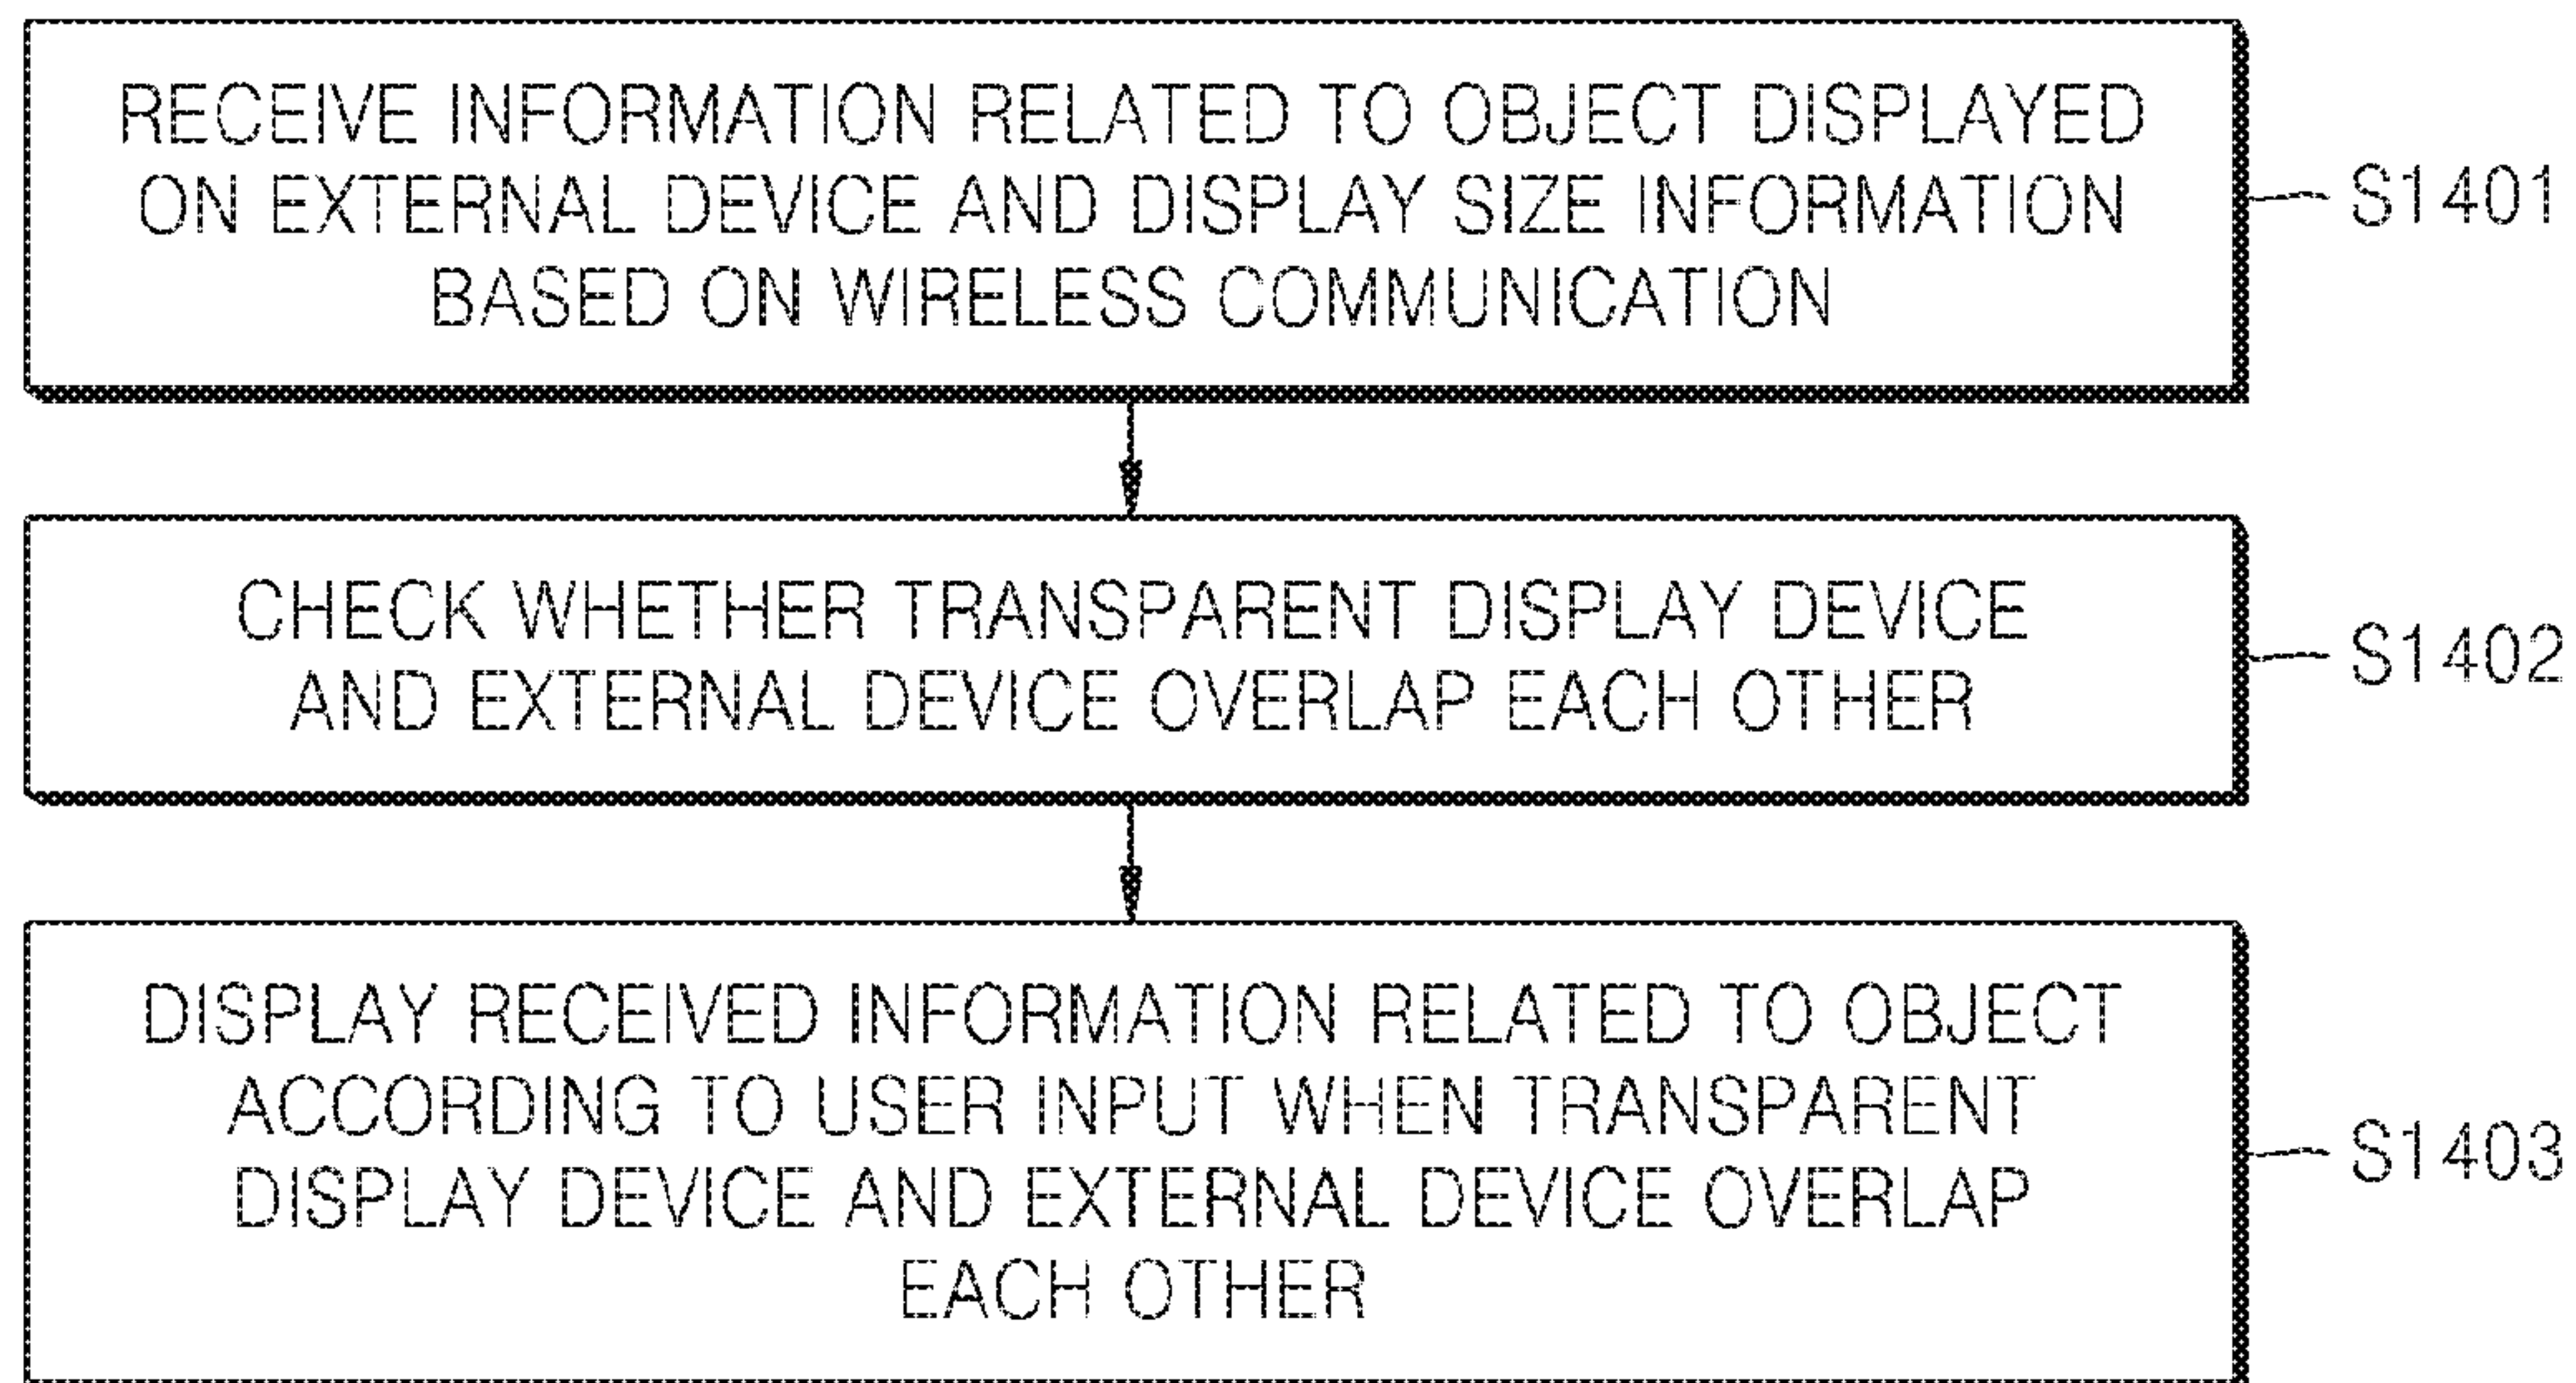 RECEIVE INFORMATION RELATED TO OBJECT DISPLAYED
ON EXTERNAL DEVICE AND DISPLAY SIZE INFORMATION
BASED ON WIRELESS COMMUNICATION
S1401
CHECK WHETHER TRANSPARENT DISPLAY DEVICE
AND EXTERNAL DEVICE OVERLAP EACH OTHER
S1402
DISPLAY RECEIVED INFORMATION RELATED TO OBJECT
ACCORDING TO USER INPUT WHEN TRANSPARENT
DISPLAY DEVICE AND EXTERNAL DEVICE OVERLAP
EACH OTHER
S1403